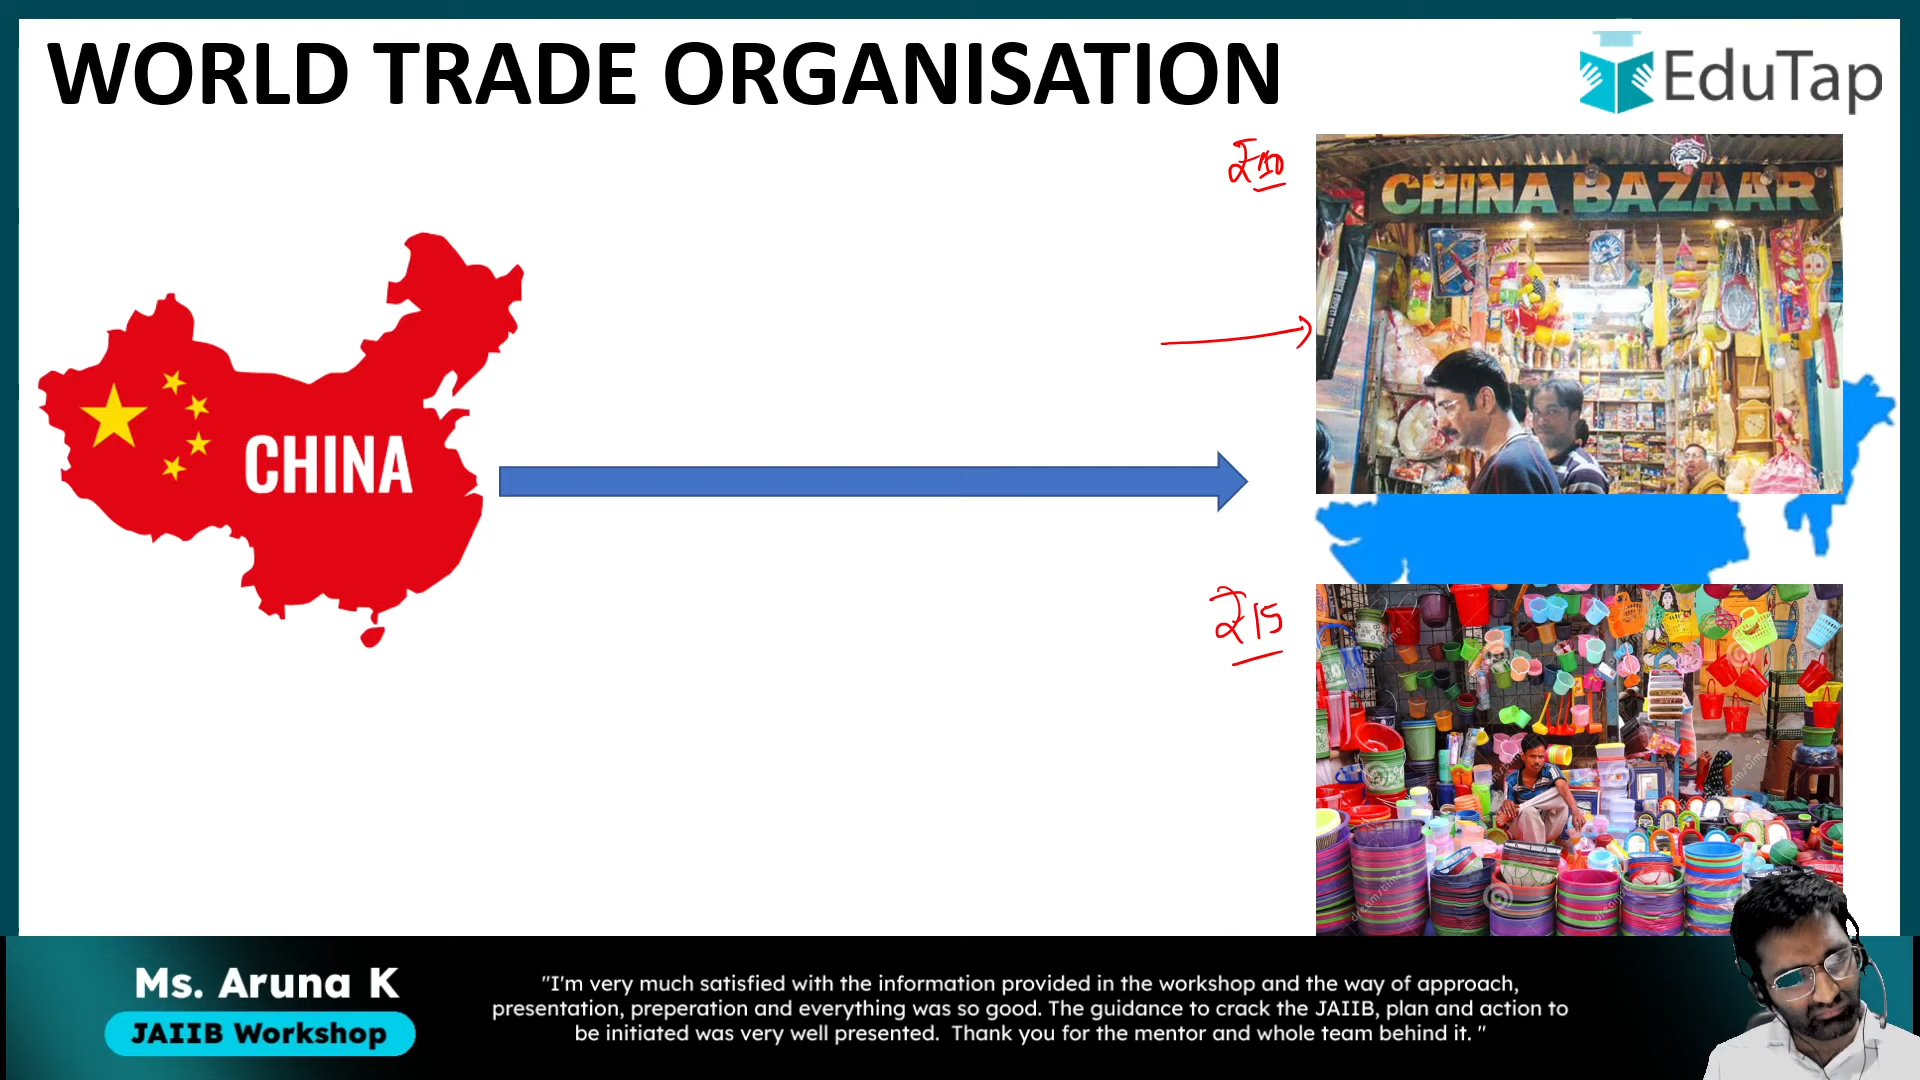 WORLD TRADE ORGANISATION
EduTap
₹10
CHINA BAZAAR
CHINA
₹15
dreamstime
Ms. Aruna K
JAIIB Workshop
"I'm very much satisfied with the information provided in the workshop and the way of approach,
presentation, preperation and everything was so good. The guidance to crack the JAIIB, plan and action to
be initiated was very well presented.  Thank you for the mentor and whole team behind it. "